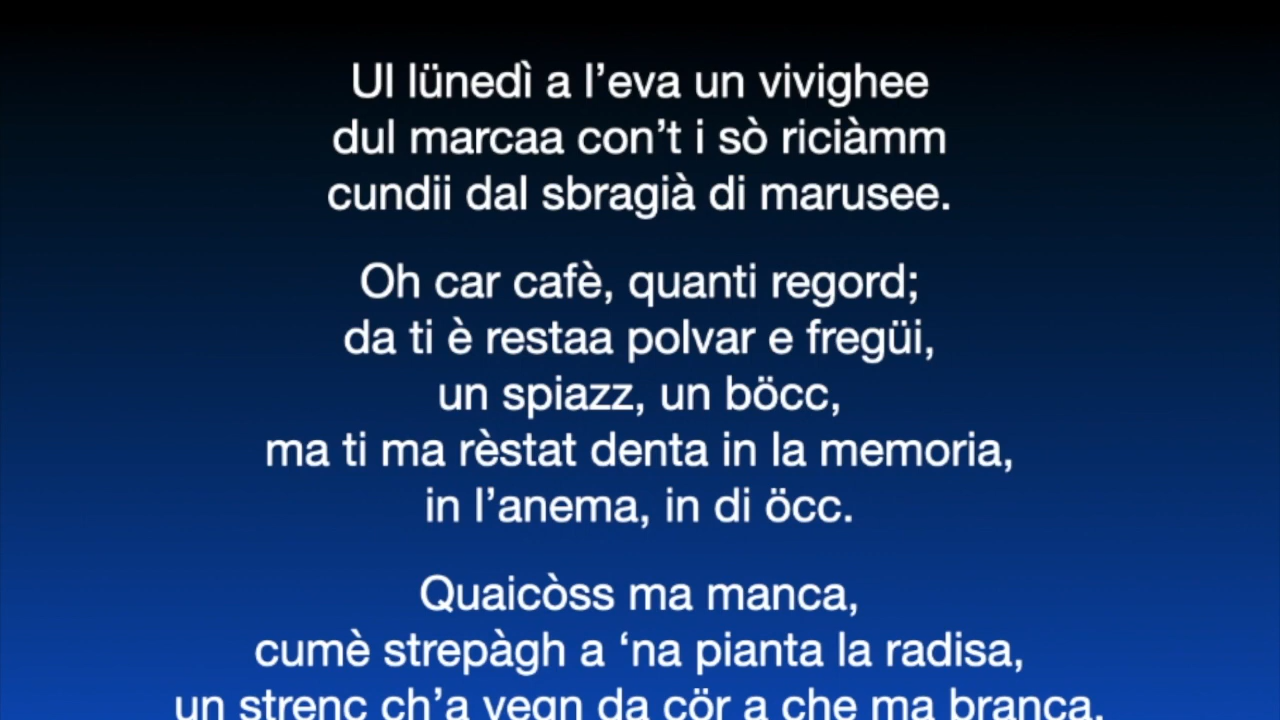 Ul lünedì a l’eva un vivighee
dul marcaa con’t i sò riciàmm
cundii dal sbragià di marusee.
Oh car cafè, quanti regord;
da ti è restaa polvar e fregüi,
un spiazz, un böcc,
ma ti ma rèstat denta in la memoria,
in l’anema, in di öcc.
Quaicòss ma manca,
cumè strepàgh a ‘na pianta la radisa,
un strenc ch’a vegn da cör a che ma branca,